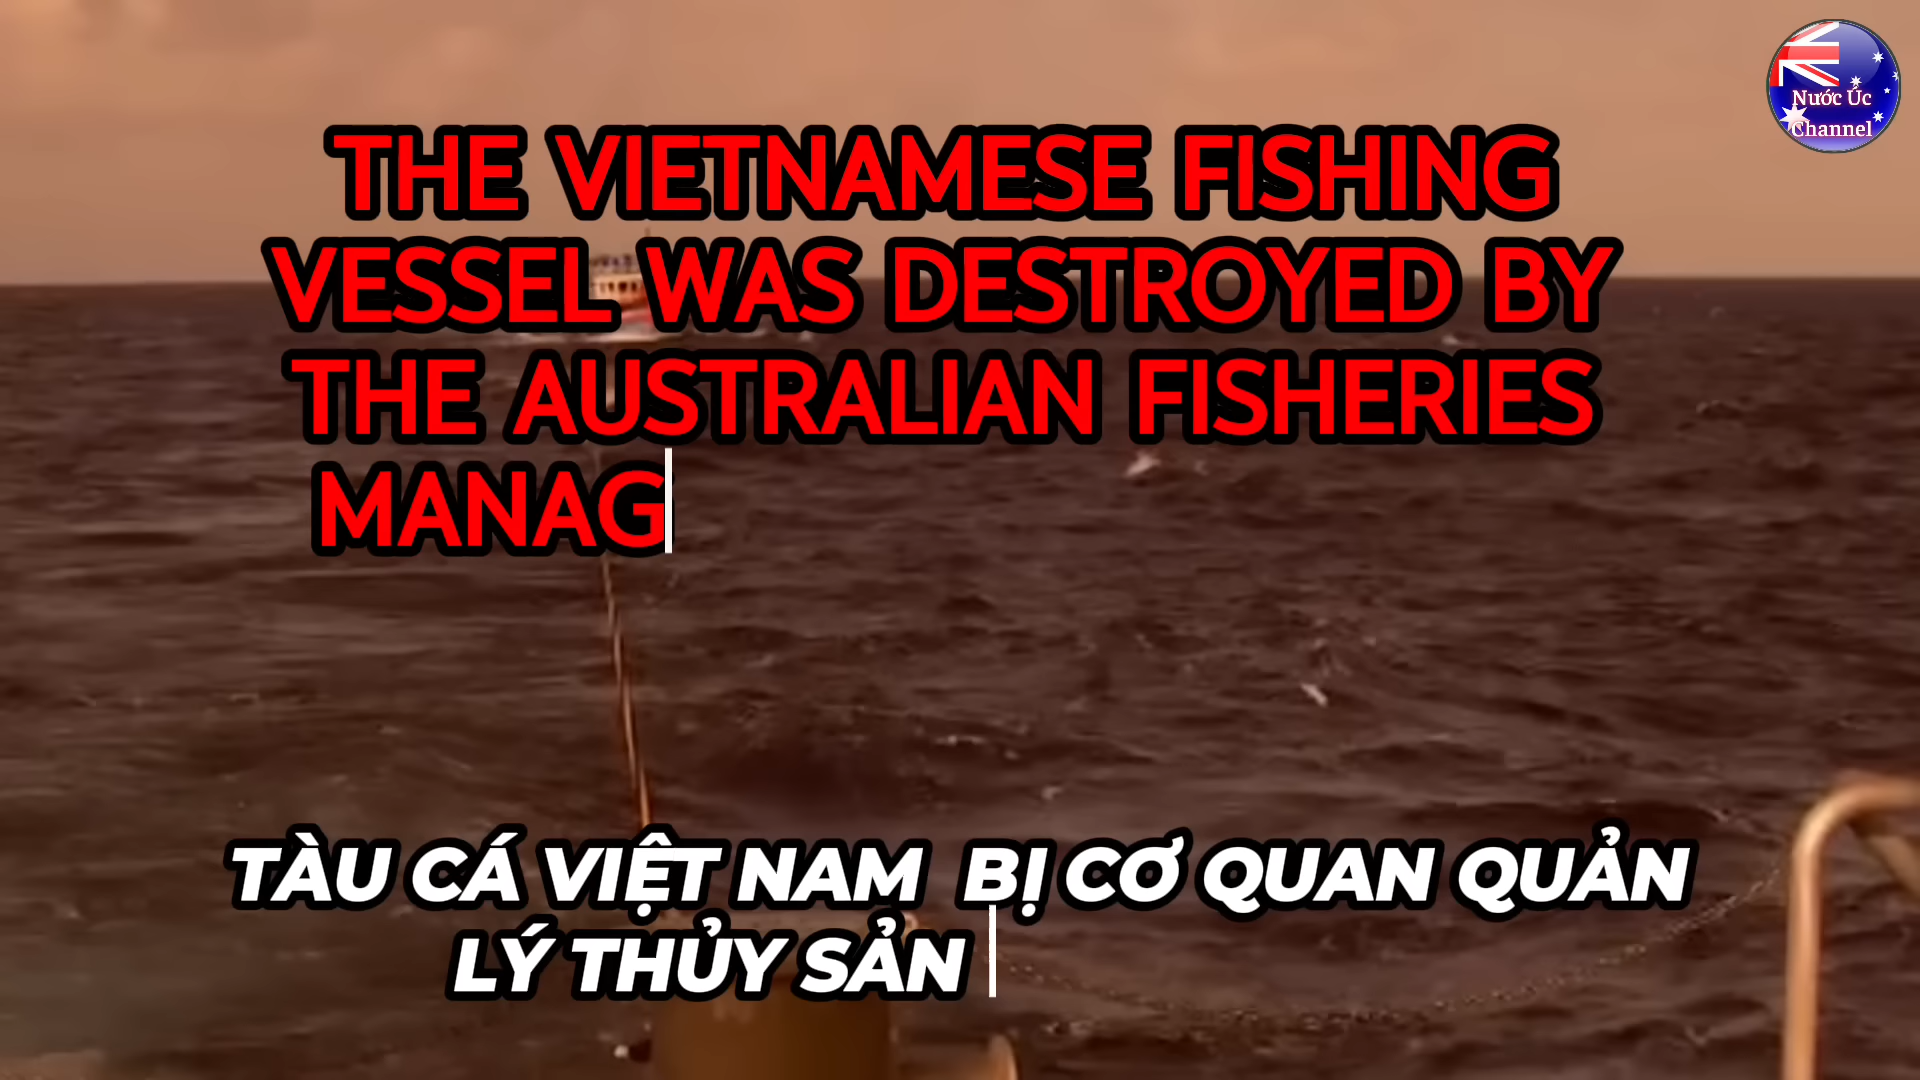 Nước Úc
Channel
THE VIETNAMESE FISHING
VESSEL WAS DESTROYED BY
THE AUSTRALIAN FISHERIES
MANAG
TÀU CÁ VIỆT NAM BỊ CƠ QUAN QUẢN
LÝ THỦY SẢN